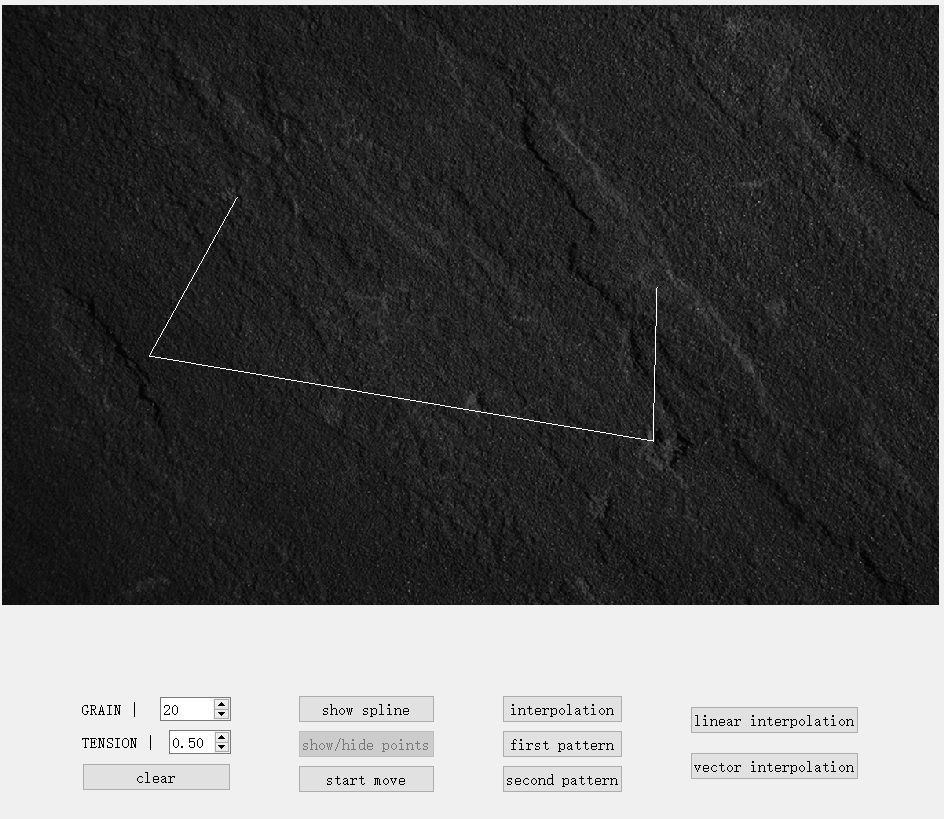 GRAIN |
20
show spline
interpolation
linear interpolation
TENSION |
0.50
show/hide points
first pattern
vector interpolation
clear
start move
second pattern